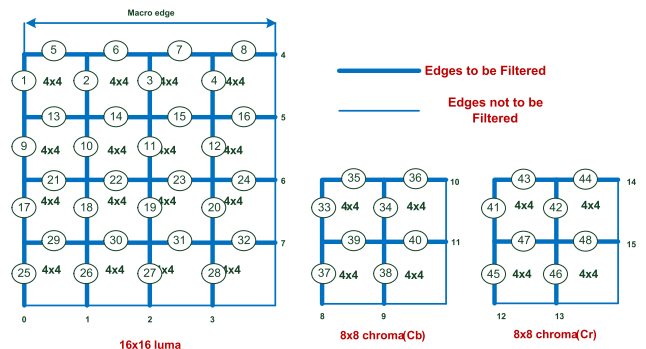 Macro edge
5 6 7 8 4
1 4x4 2 4x4 3 4x4 4 4x4
13 14 15 16 5
9 4x4 10 4x4 11 4x4 12 4x4
21 22 23 24 6
17 4x4 18 4x4 19 4x4 20 4x4
29 30 31 32 7
25 4x4 26 4x4 27 4x4 28 4x4
0 1 2 3
16x16 luma
Edges to be Filtered
Edges not to be
Filtered
35 36 10
33 4x4 34 4x4
39 40 11
37 4x4 38 4x4
8 9
8x8 chroma(Cb)
43 44 14
41 4x4 42 4x4
47 48 15
45 4x4 46 4x4
12 13
8x8 chroma(Cr)